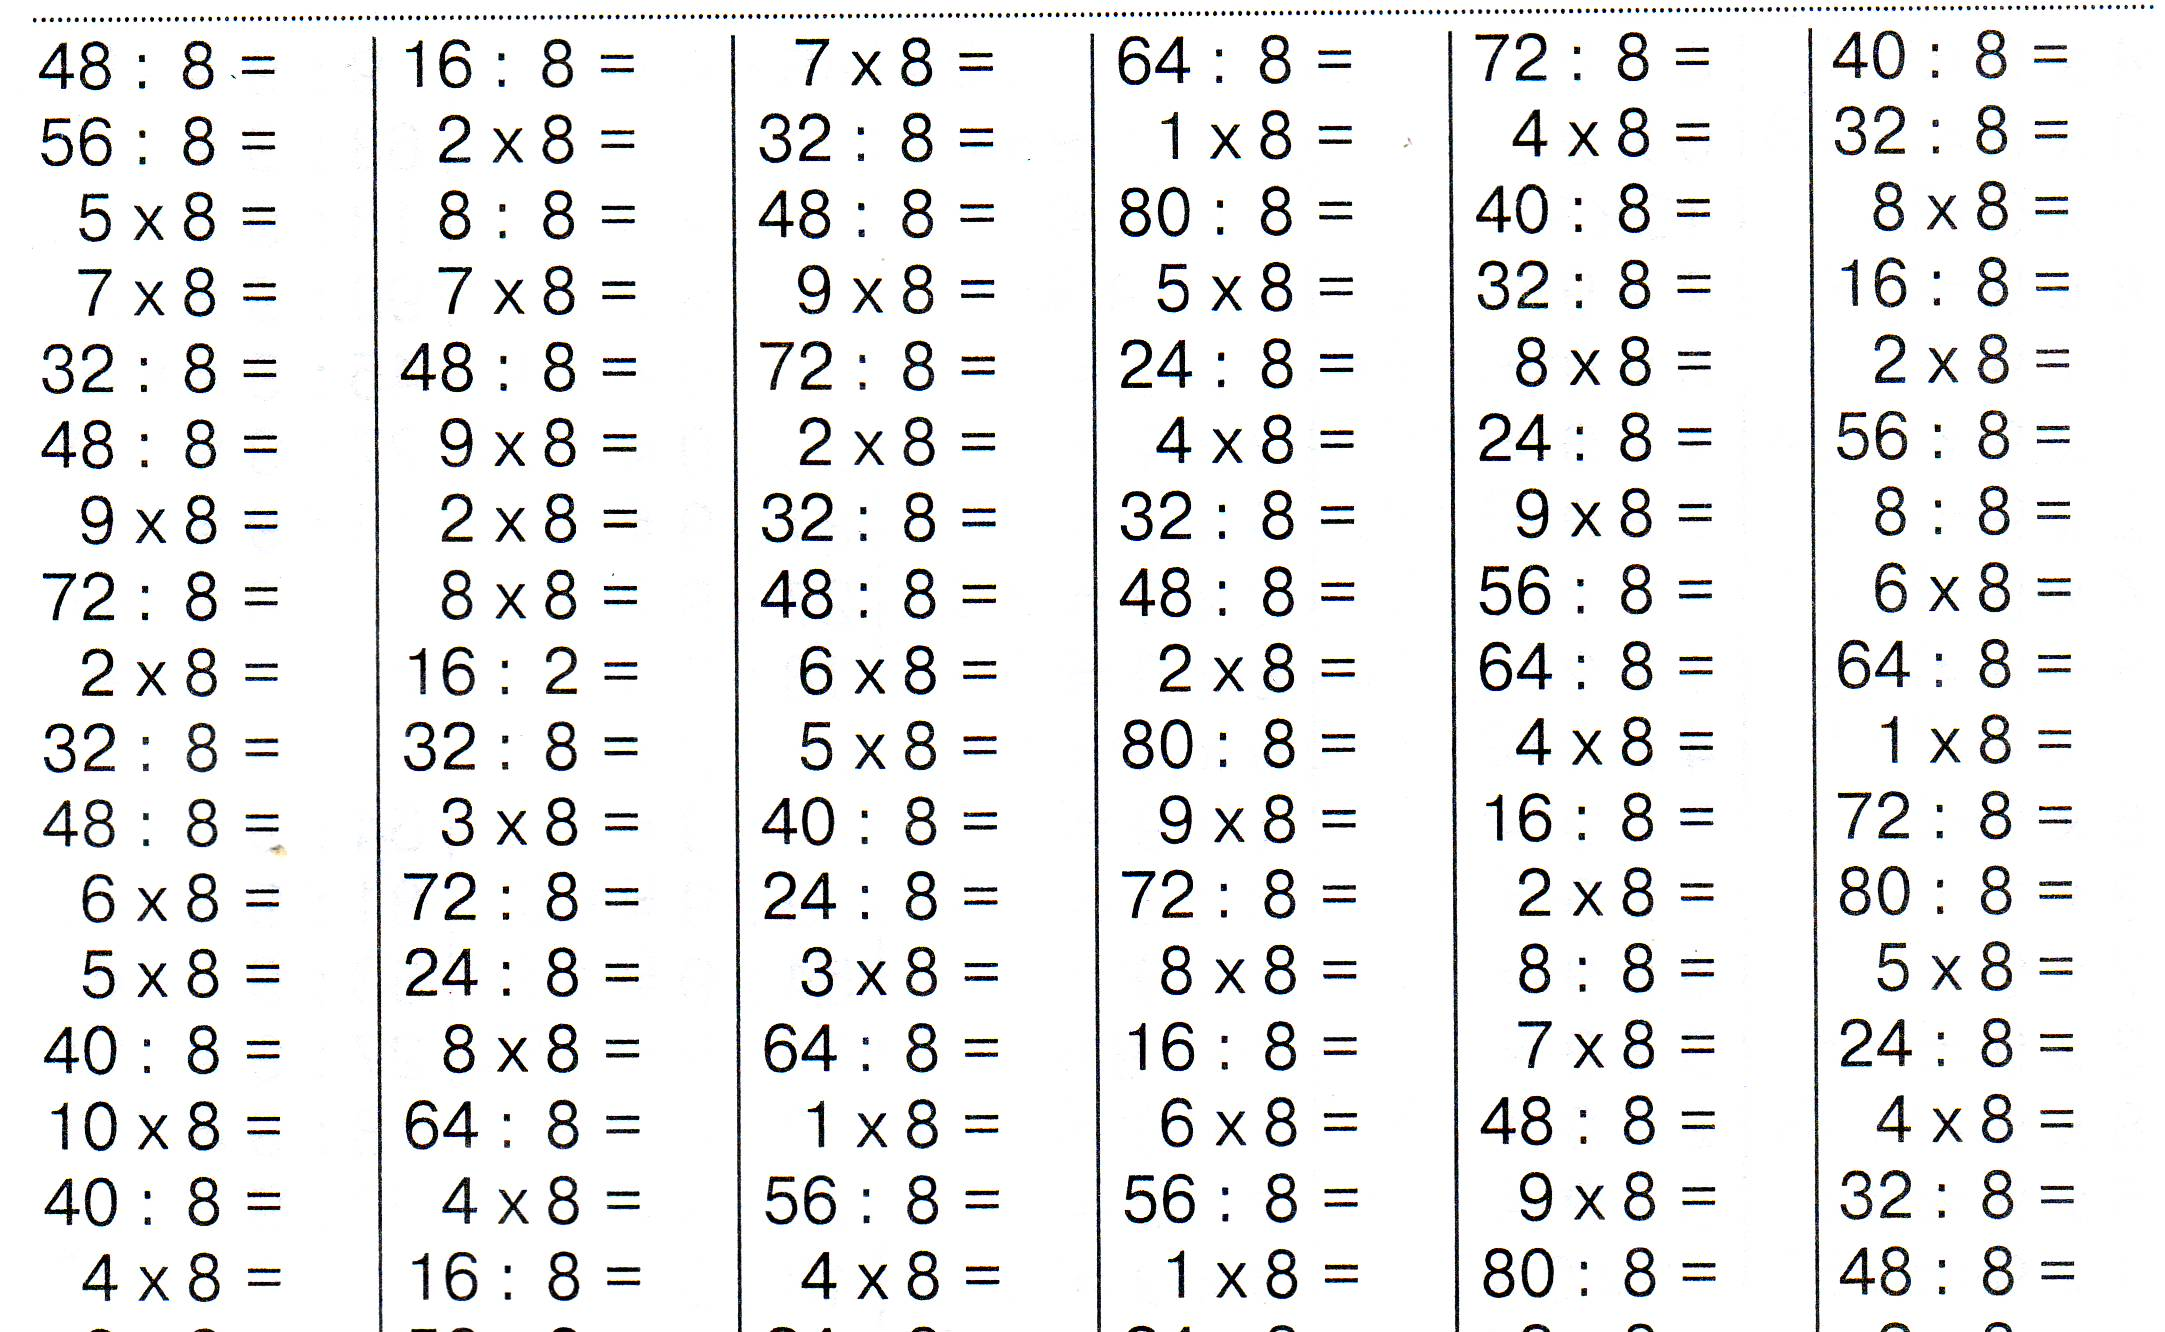 48 : 8 =
56 : 8 =
5 x 8 =
7 x 8 =
32 : 8 =
48 : 8 =
9 x 8 =
72 : 8 =
2 x 8 =
32 : 8 =
48 : 8 =
6 x 8 =
5 x 8 =
40 : 8 =
10 x 8 =
40 : 8 =
4 x 8 =
16 : 8 =
2 x 8 =
8 : 8 =
7 x 8 =
48 : 8 =
9 x 8 =
2 x 8 =
8 x 8 =
16 : 2 =
32 : 8 =
3 x 8 =
72 : 8 =
24 : 8 =
8 x 8 =
64 : 8 =
4 x 8 =
16 : 8 =
7 x 8 =
32 : 8 =
48 : 8 =
9 x 8 =
72 : 8 =
2 x 8 =
32 : 8 =
48 : 8 =
6 x 8 =
5 x 8 =
40 : 8 =
24 : 8 =
3 x 8 =
64 : 8 =
1 x 8 =
56 : 8 =
4 x 8 =
64 : 8 =
1 x 8 =
80 : 8 =
5 x 8 =
24 : 8 =
4 x 8 =
32 : 8 =
48 : 8 =
2 x 8 =
80 : 8 =
9 x 8 =
72 : 8 =
8 x 8 =
16 : 8 =
6 x 8 =
56 : 8 =
1 x 8 =
72 : 8 =
4 x 8 =
40 : 8 =
32 : 8 =
8 x 8 =
24 : 8 =
9 x 8 =
56 : 8 =
64 : 8 =
4 x 8 =
16 : 8 =
2 x 8 =
8 : 8 =
7 x 8 =
48 : 8 =
9 x 8 =
80 : 8 =
40 : 8 =
32 : 8 =
8 x 8 =
16 : 8 =
2 x 8 =
56 : 8 =
8 : 8 =
6 x 8 =
64 : 8 =
1 x 8 =
72 : 8 =
80 : 8 =
5 x 8 =
24 : 8 =
4 x 8 =
32 : 8 =
48 : 8 =